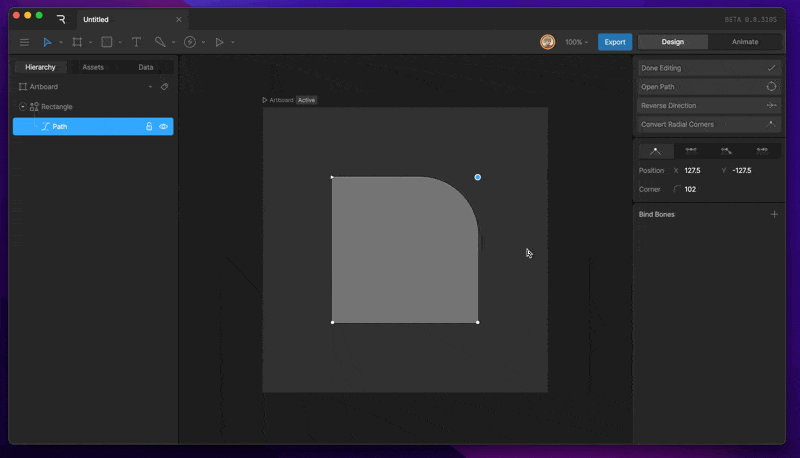 Untitled
BETA 0.8.3105
100%
Export
Design
Animate
Hierarchy
Assets
Data
Artboard
Rectangle
Path
Artboard
Active
Done Editing
Open Path
Reverse Direction
Convert Radial Corners
Position X 127.5 Y -127.5
Corner 102
Bind Bones